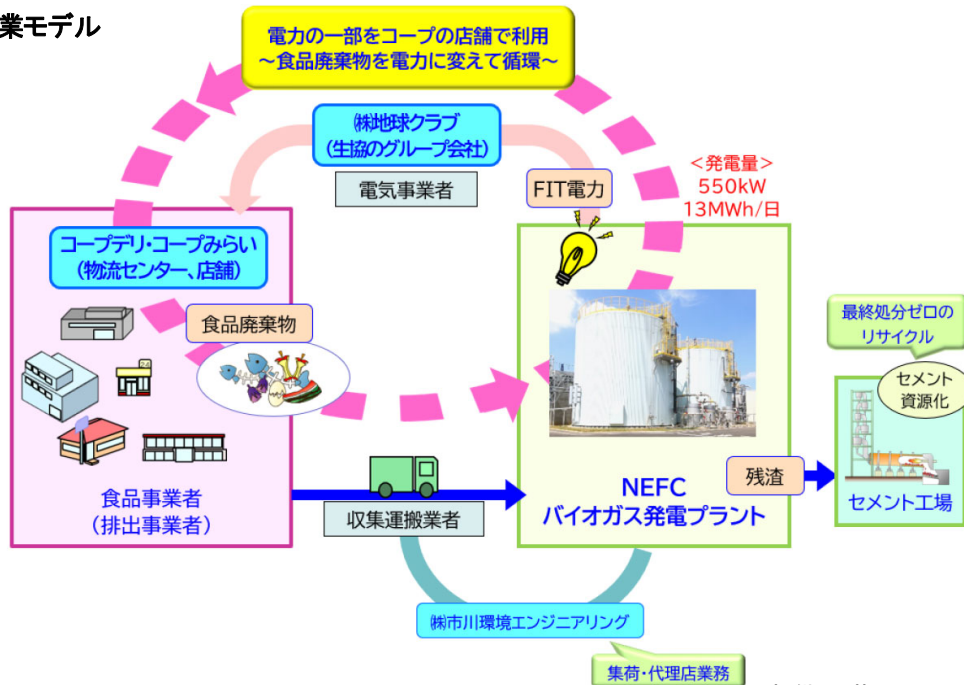 業モデル
電力の一部をコープの店舗で利用
～食品廃棄物を電力に変えて循環～
㈱地球クラブ
(生協のグループ会社)
電気事業者
FIT電力
＜発電量＞
550kW
13MWh/日
コープデリ・コープみらい
(物流センター、店舗)
食品廃棄物
食品事業者
(排出事業者)
収集運搬業者
NEFC
バイオガス発電プラント
残渣
最終処分ゼロの
リサイクル
セメント
資源化
セメント工場
㈱市川環境エンジニアリング
集荷・代理店業務